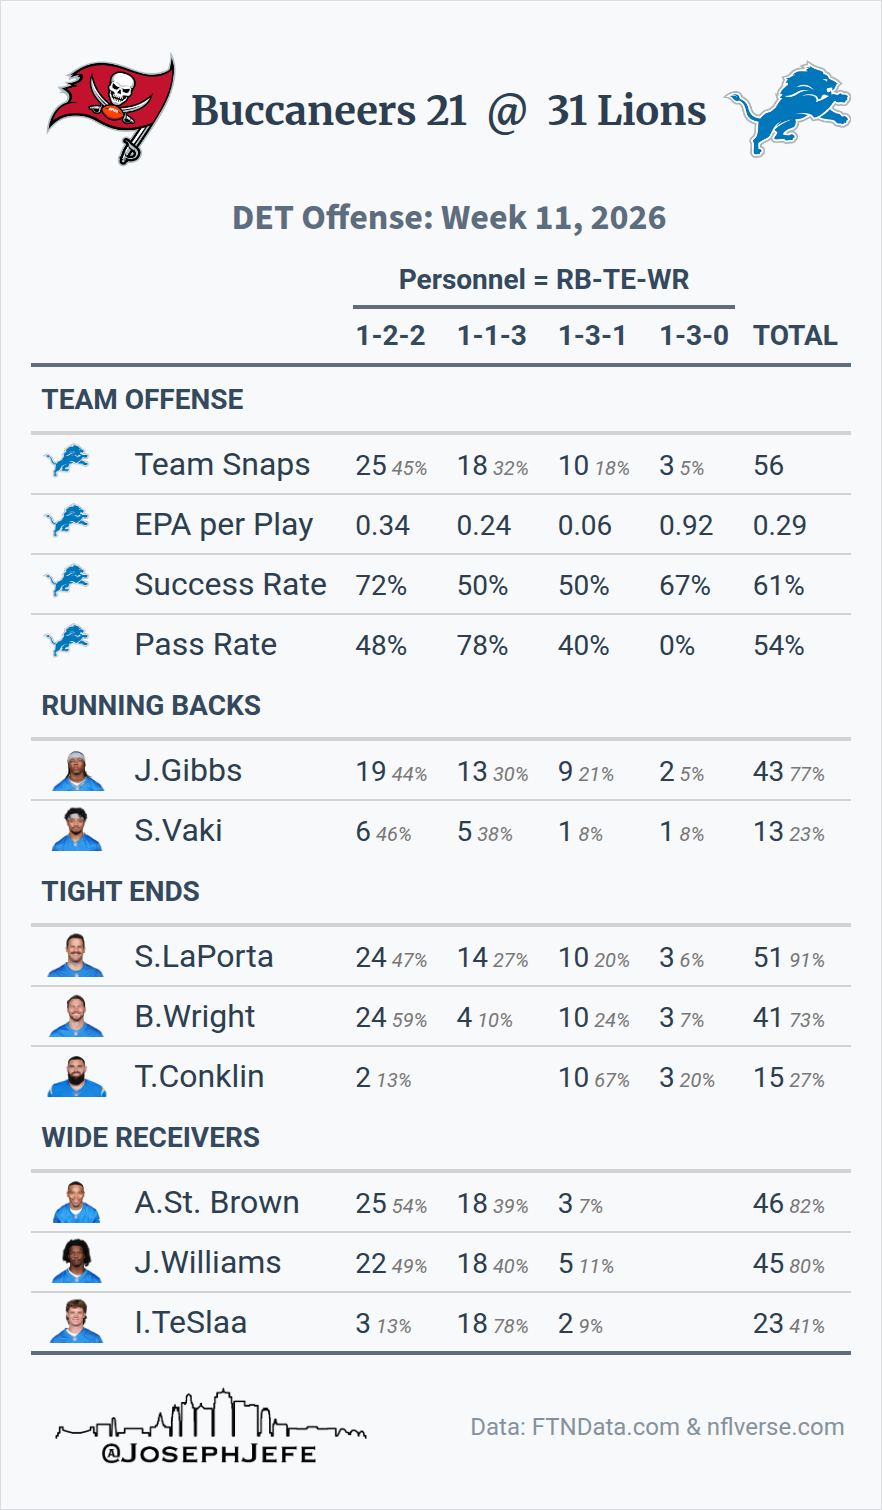 Buccaneers 21 @ 31 Lions
DET Offense: Week 11, 2026
Personnel = RB-TE-WR
1-2-2 1-1-3 1-3-1 1-3-0 TOTAL
TEAM OFFENSE
Team Snaps 25 45% 18 32% 10 18% 3 5% 56
EPA per Play 0.34 0.24 0.06 0.92 0.29
Success Rate 72% 50% 50% 67% 61%
Pass Rate 48% 78% 40% 0% 54%
RUNNING BACKS
J.Gibbs 19 44% 13 30% 9 21% 2 5% 43 77%
S.Vaki 6 46% 5 38% 1 8% 1 8% 13 23%
TIGHT ENDS
S.LaPorta 24 47% 14 27% 10 20% 3 6% 51 91%
B.Wright 24 59% 4 10% 10 24% 3 7% 41 73%
T.Conklin 2 13% 10 67% 3 20% 15 27%
WIDE RECEIVERS
A.St. Brown 25 54% 18 39% 3 7% 46 82%
J.Williams 22 49% 18 40% 5 11% 45 80%
I.TeSlaa 3 13% 18 78% 2 9% 23 41%
@JosephJefe
Data: FTNData.com & nflverse.com